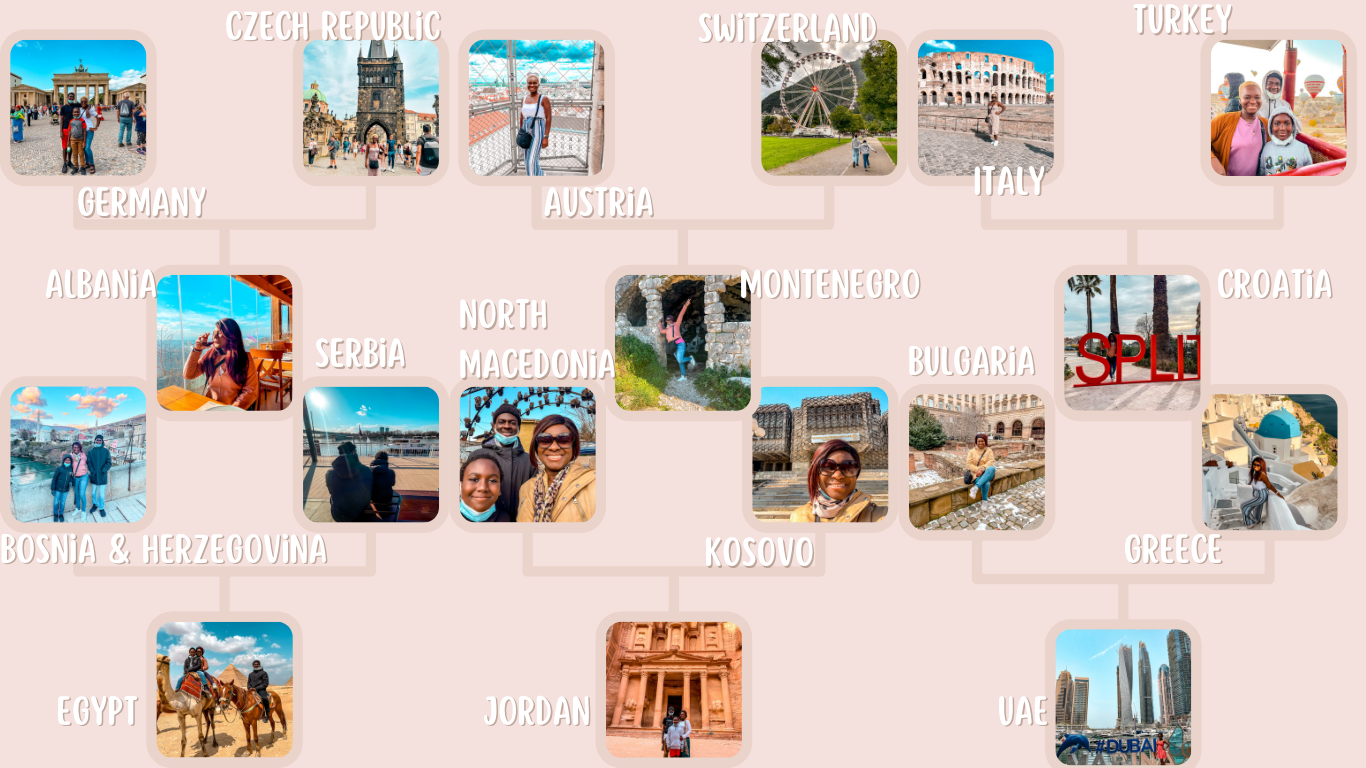 CZECH REPUBLIC
SWITZERLAND
TURKEY
GERMANY
AUSTRIA
ITALY
ALBANIA
MONTENEGRO
CROATIA
NORTH
MACEDONIA
SERBIA
BULGARIA
SPLIT
BOSNIA & HERZEGOVINA
KOSOVO
GREECE
EGYPT
JORDAN
UAE
#DUBAI